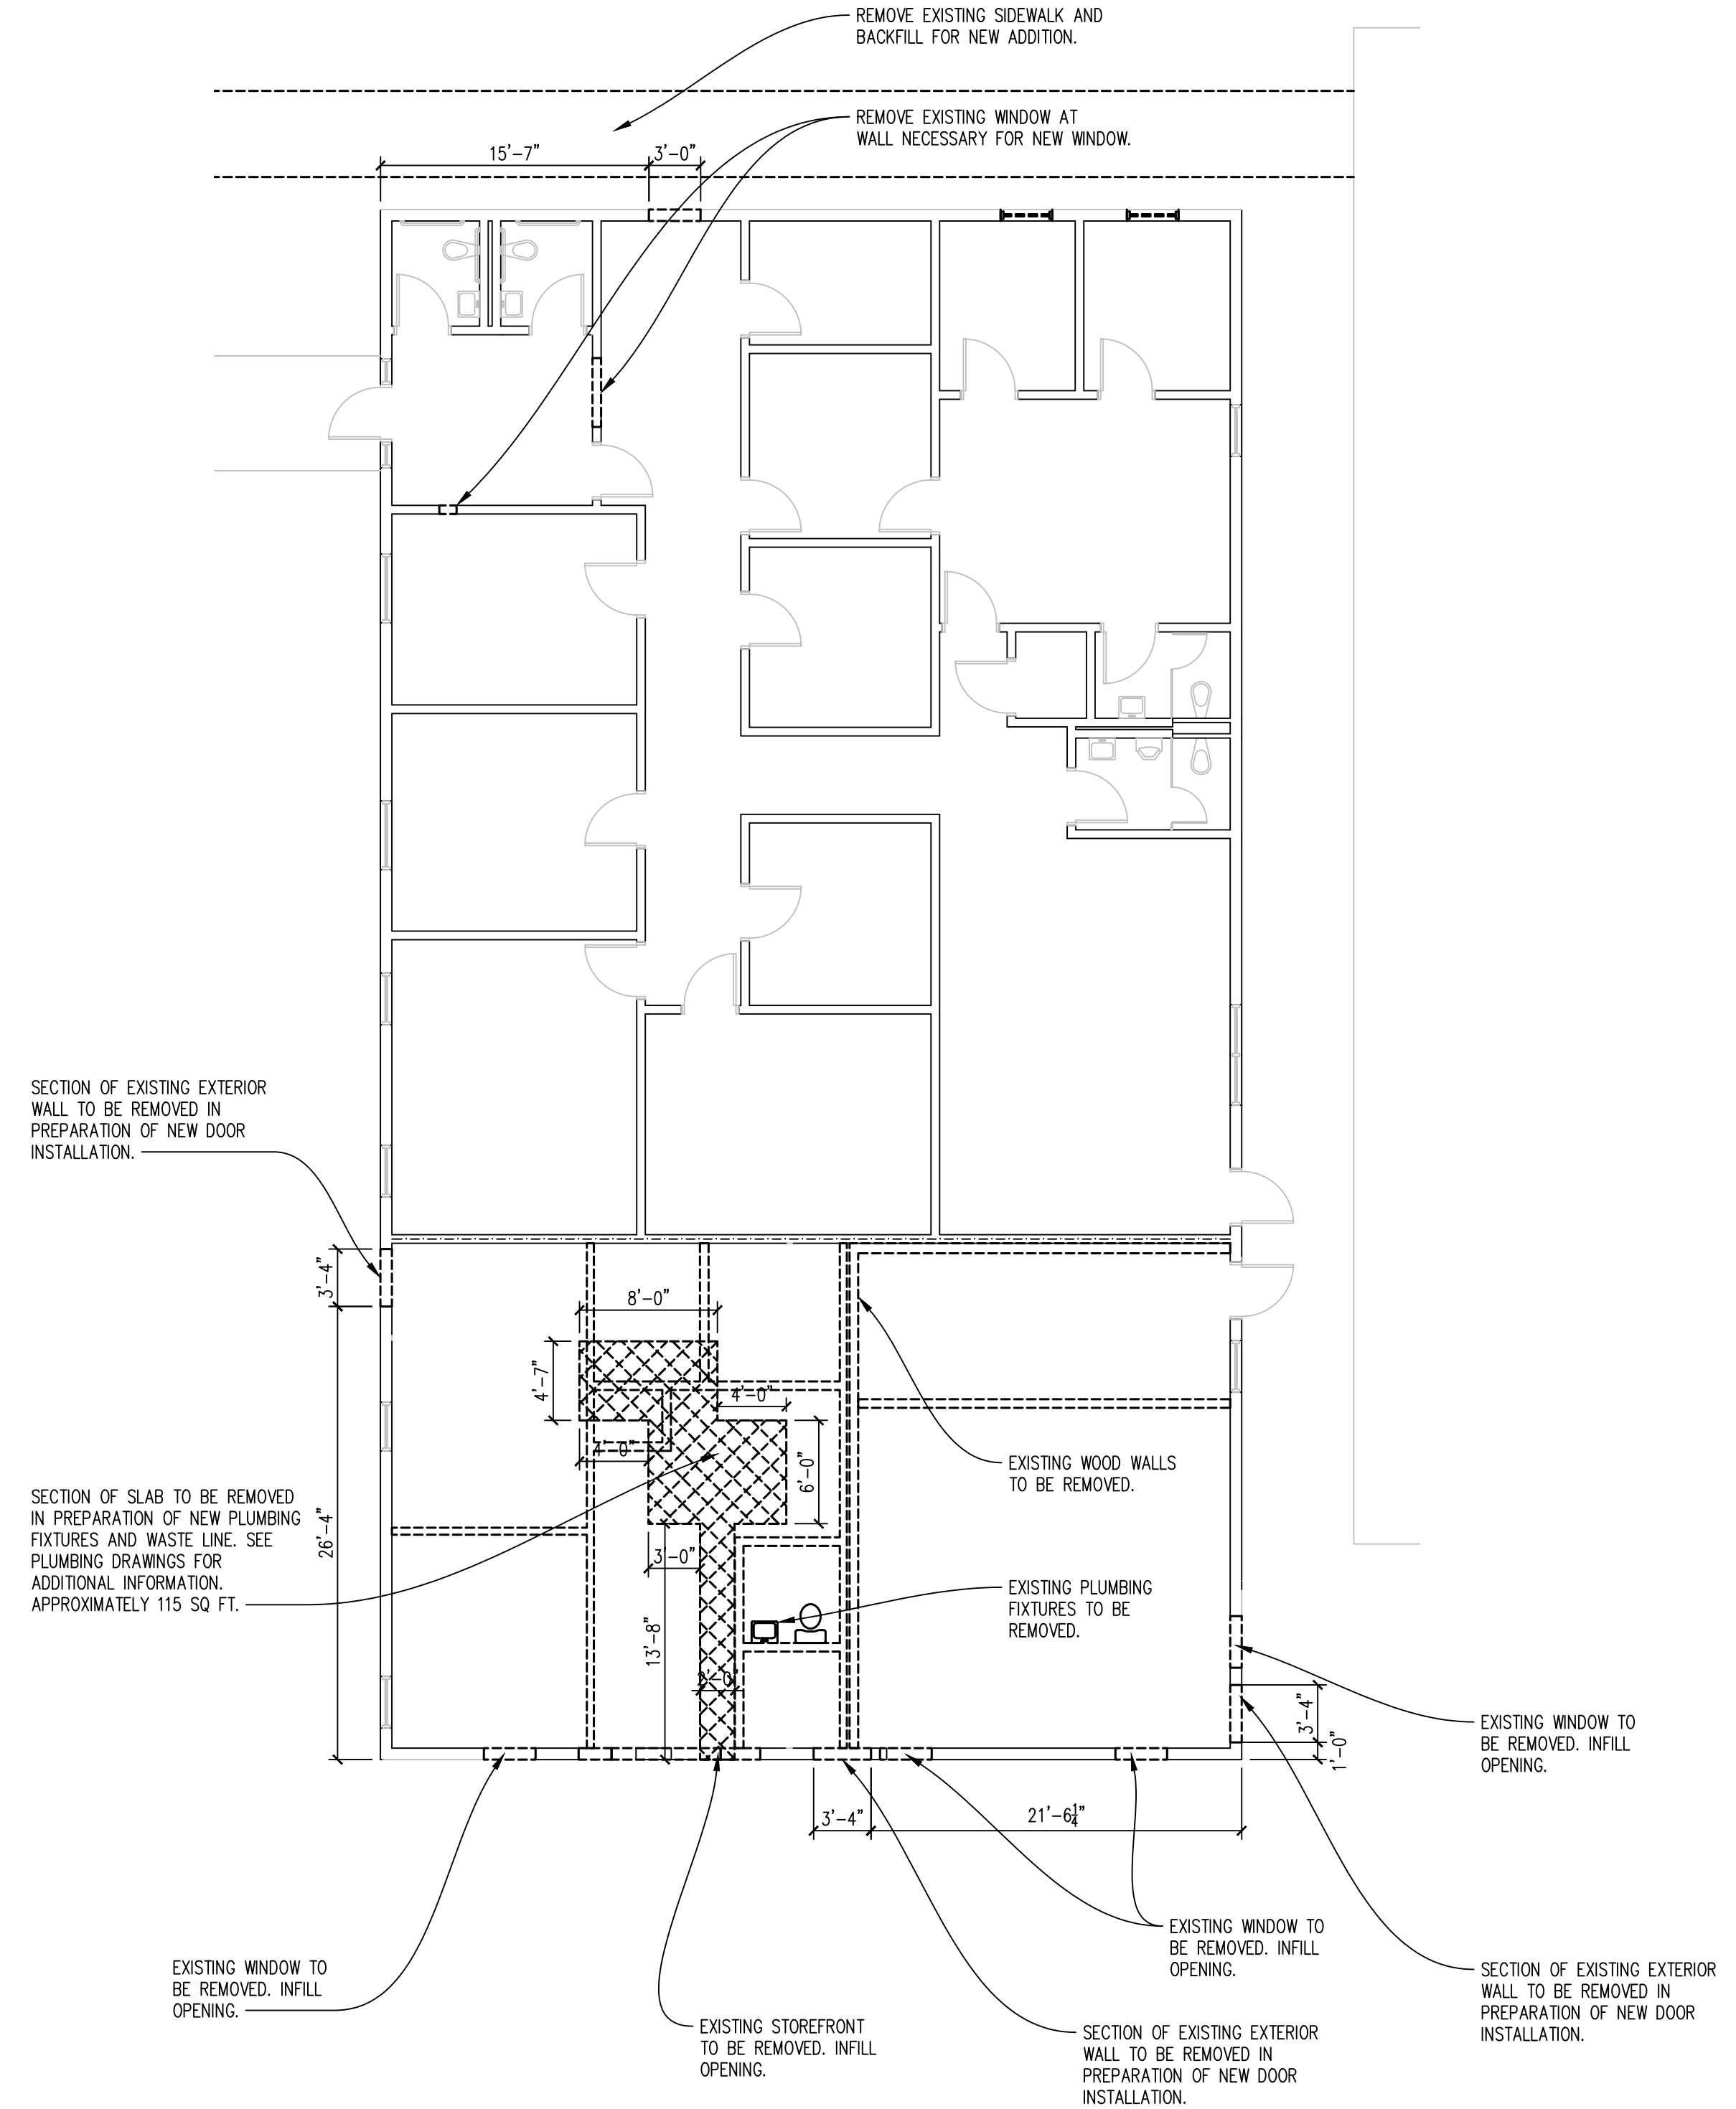 REMOVE EXISTING SIDEWALK AND
BACKFILL FOR NEW ADDITION.
REMOVE EXISTING WINDOW AT
WALL NECESSARY FOR NEW WINDOW.
15'-7"
3'-0"
SECTION OF EXISTING EXTERIOR
WALL TO BE REMOVED IN
PREPARATION OF NEW DOOR
INSTALLATION.
3'-4"
8'-0"
4'-7"
4'-0"
4'-0"
6'-0"
EXISTING WOOD WALLS
TO BE REMOVED.
SECTION OF SLAB TO BE REMOVED
IN PREPARATION OF NEW PLUMBING
FIXTURES AND WASTE LINE. SEE
PLUMBING DRAWINGS FOR
ADDITIONAL INFORMATION.
APPROXIMATELY 115 SQ FT.
26'-4"
3'-0"
EXISTING PLUMBING
FIXTURES TO BE
REMOVED.
13'-8"
2'-0"
3'-4"
1'-0"
EXISTING WINDOW TO
BE REMOVED. INFILL
OPENING.
3'-4"
21'-6¼"
EXISTING WINDOW TO
BE REMOVED. INFILL
OPENING.
EXISTING WINDOW TO
BE REMOVED. INFILL
OPENING.
SECTION OF EXISTING EXTERIOR
WALL TO BE REMOVED IN
PREPARATION OF NEW DOOR
INSTALLATION.
EXISTING STOREFRONT
TO BE REMOVED. INFILL
OPENING.
SECTION OF EXISTING EXTERIOR
WALL TO BE REMOVED IN
PREPARATION OF NEW DOOR
INSTALLATION.